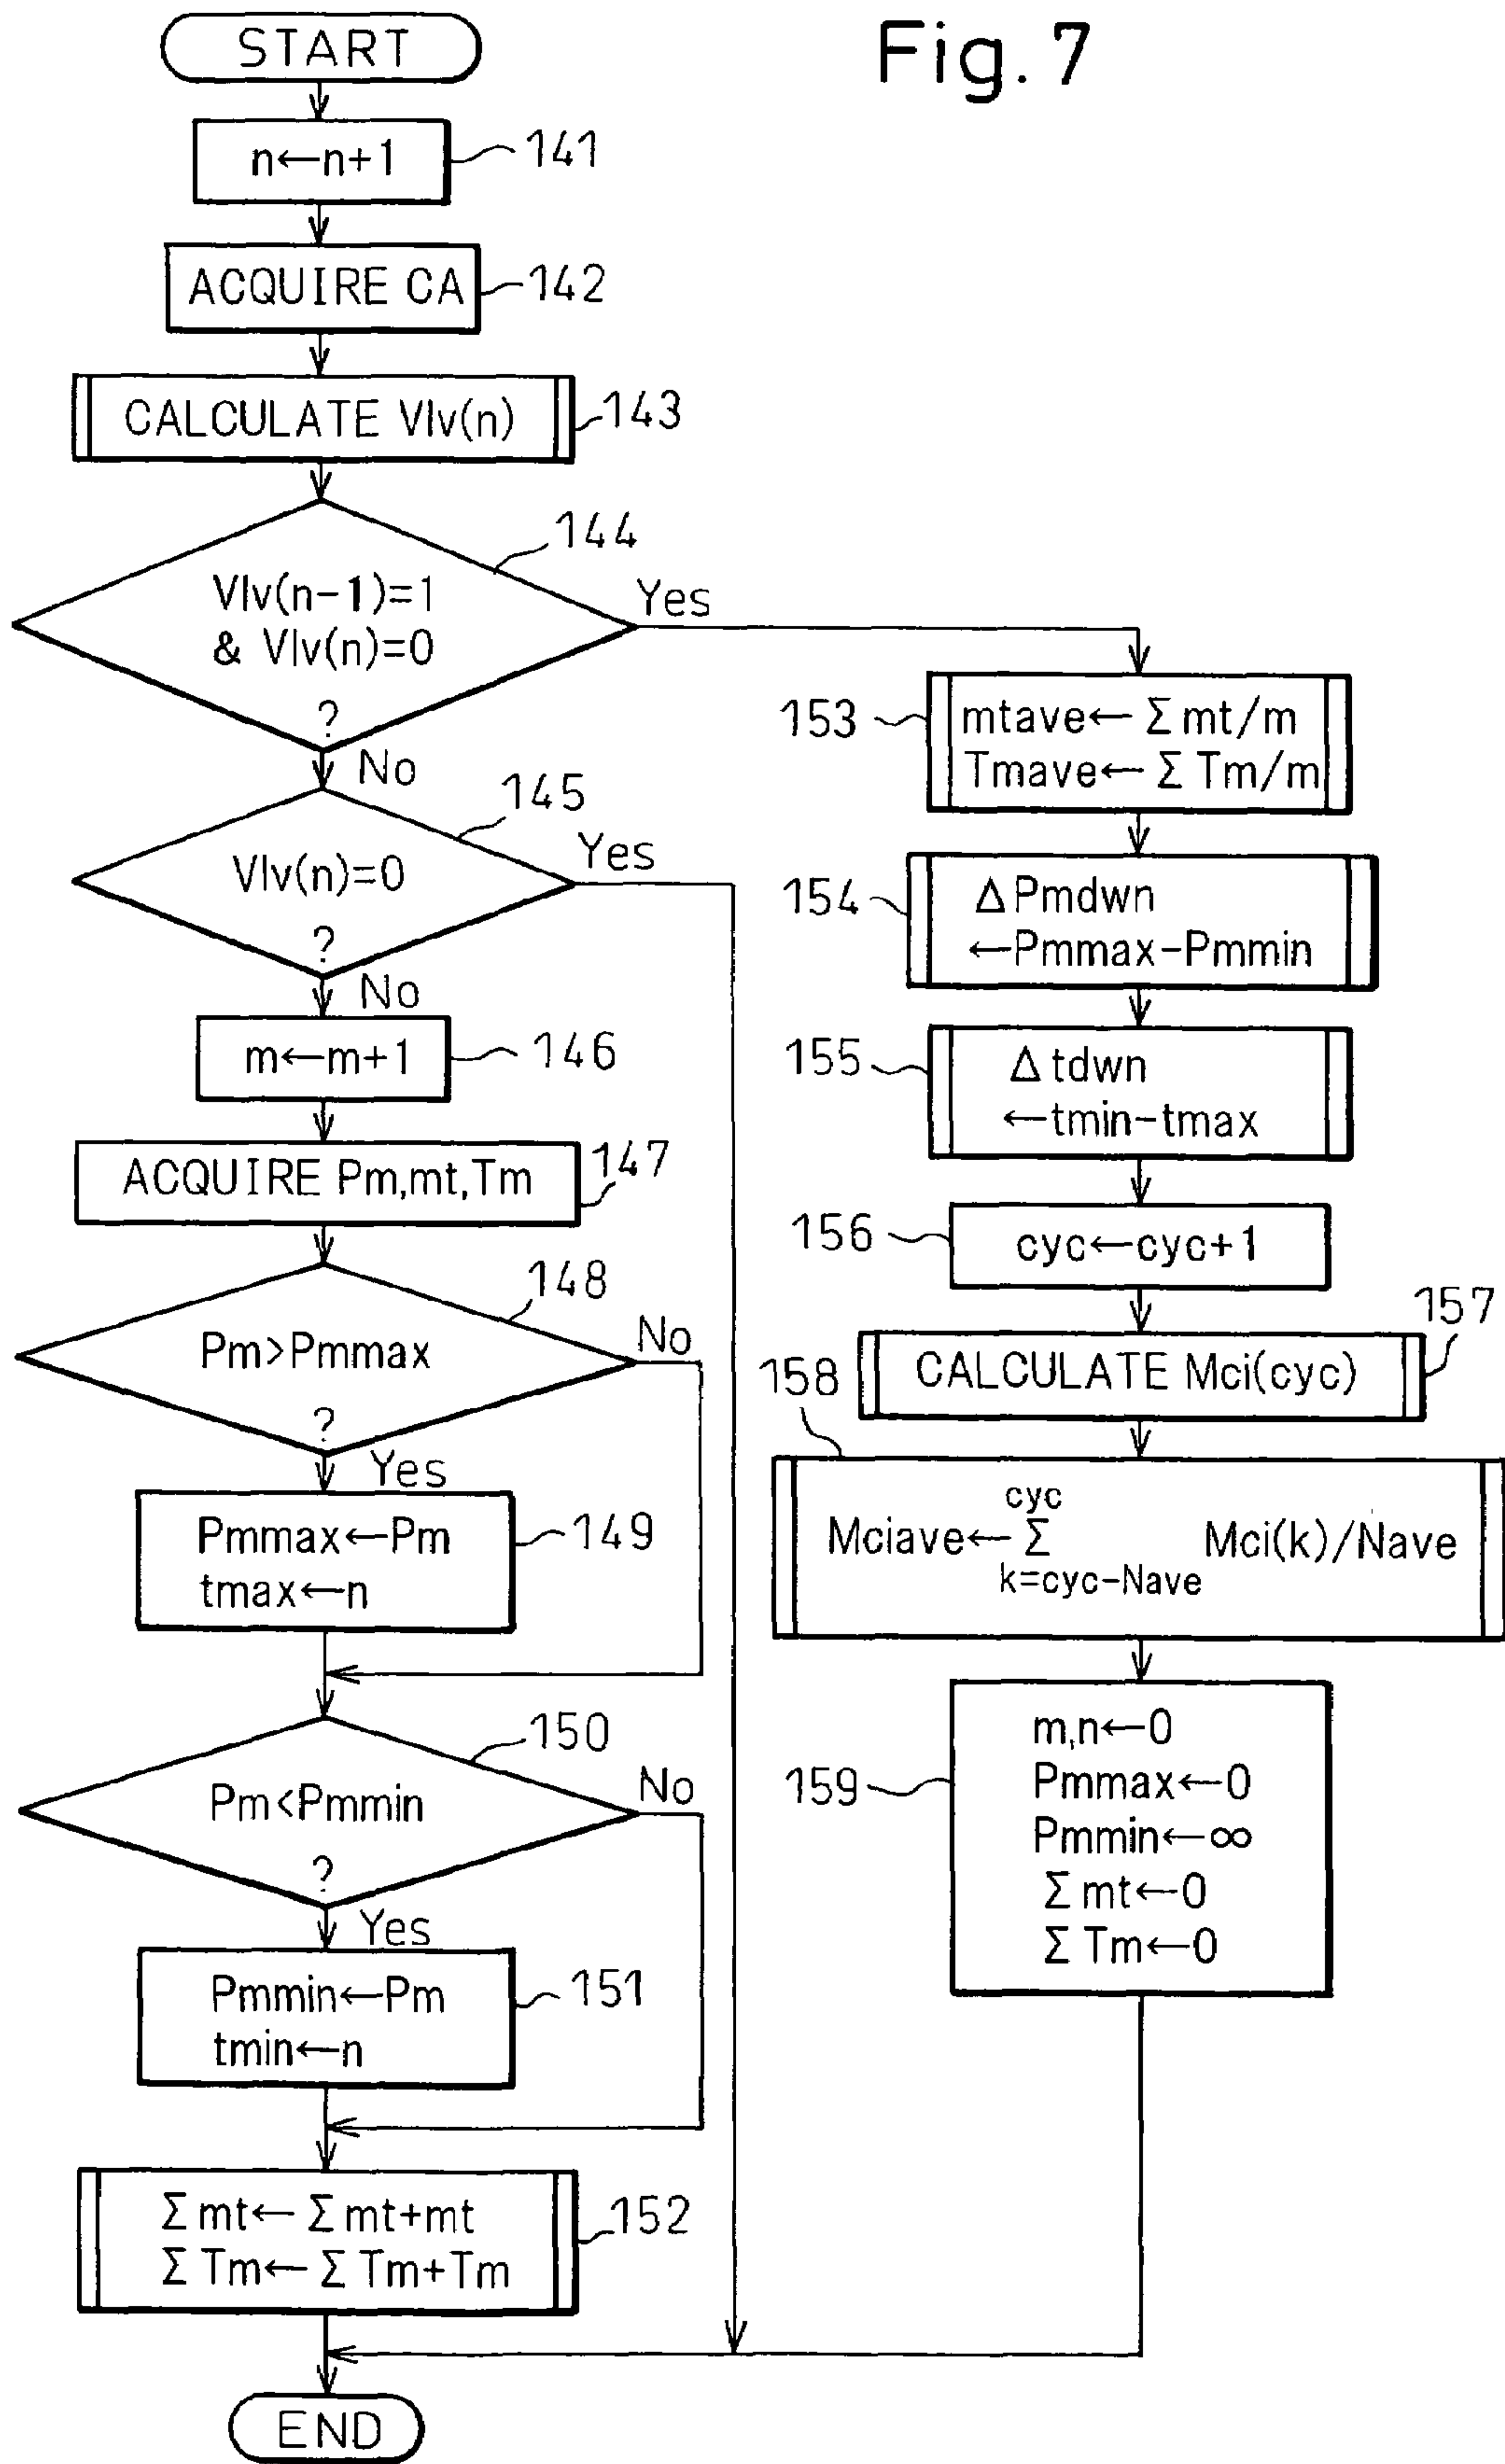 Fig. 7
START
n←n+1
141
ACQUIRE CA
142
CALCULATE Vlv(n)
143
144
Vlv(n-1)=1
& Vlv(n)=0
?
Yes
No
145
Vlv(n)=0
?
Yes
No
m←m+1
146
ACQUIRE Pm,mt,Tm
147
148
Pm>Pmmax
?
No
Yes
Pmmax←Pm
tmax←n
149
150
Pm<Pmmin
?
No
Yes
Pmmin←Pm
tmin←n
151
Σmt←Σmt+mt
ΣTm←ΣTm+Tm
152
END
153
mtave←Σmt/m
Tmave←ΣTm/m
154
ΔPmdwn
←Pmmax-Pmmin
155
Δtdwn
←tmin-tmax
156
cyc←cyc+1
157
CALCULATE Mci(cyc)
158
cyc
Mciave←Σ Mci(k)/Nave
k=cyc-Nave
159
m,n←0
Pmmax←0
Pmmin←∞
Σmt←0
ΣTm←0